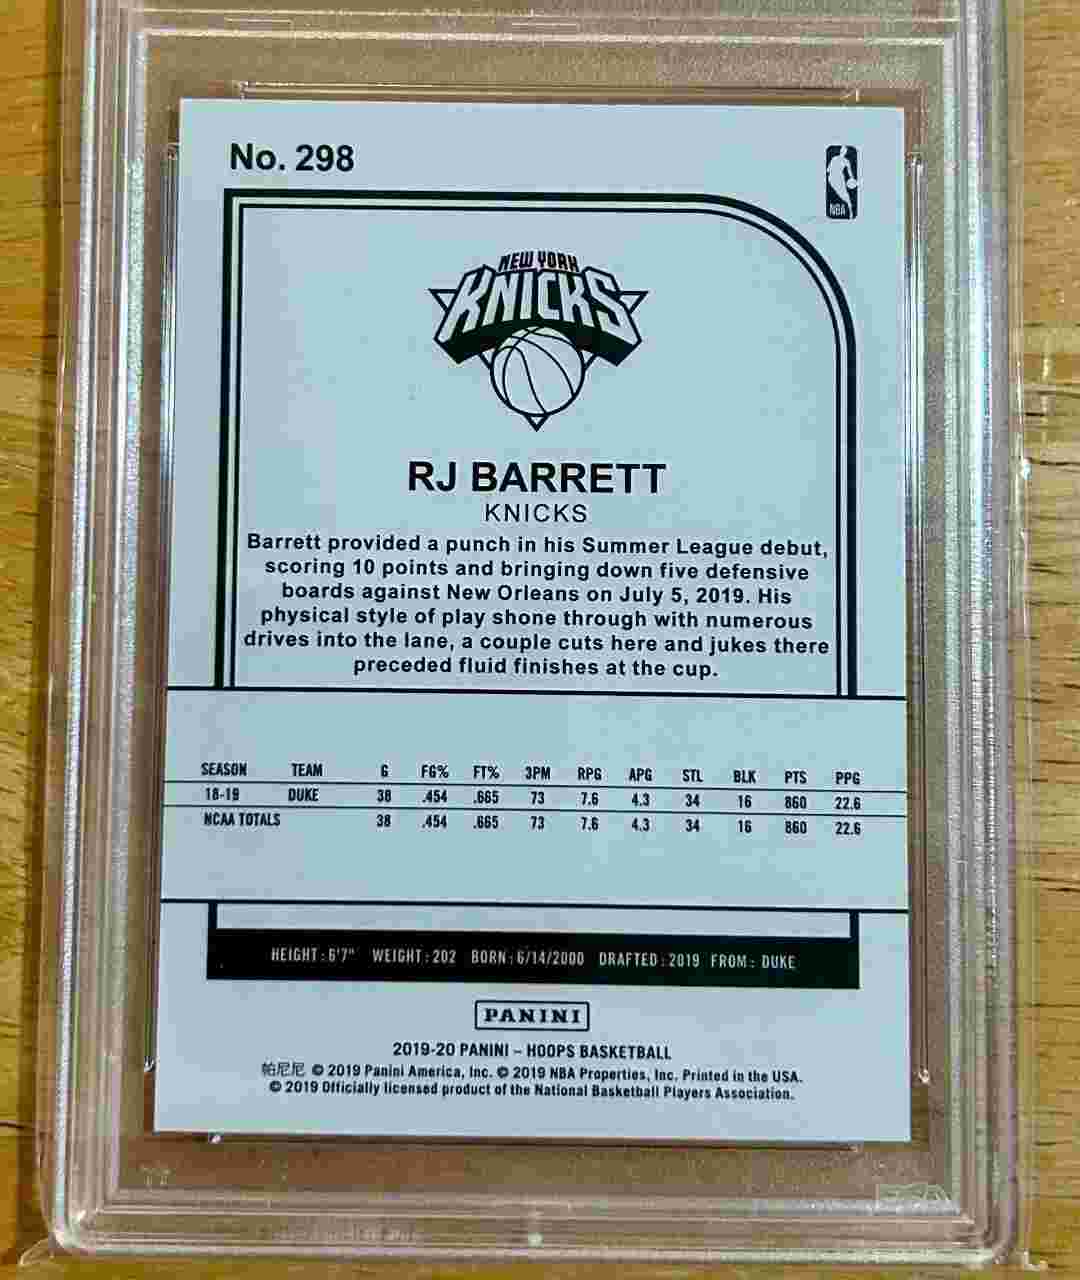 No. 298
NBA
NEW YORK
KNICKS
RJ BARRETT
KNICKS
Barrett provided a punch in his Summer League debut,
scoring 10 points and bringing down five defensive
boards against New Orleans on July 5, 2019. His
physical style of play shone through with numerous
drives into the lane, a couple cuts here and jukes there
preceded fluid finishes at the cup.
SEASON TEAM G FG% FT% 3PM RPG APG STL BLK PTS PPG
18-19 DUKE 38 .454 .665 73 7.6 4.3 34 16 860 22.6
NCAA TOTALS 38 .454 .665 73 7.6 4.3 34 16 860 22.6
HEIGHT : 6'7" WEIGHT : 202 BORN : 6/14/2000 DRAFTED : 2019 FROM : DUKE
PANINI
2019-20 PANINI – HOOPS BASKETBALL
帕尼尼 © 2019 Panini America, Inc. © 2019 NBA Properties, Inc. Printed in the USA.
© 2019 Officially licensed product of the National Basketball Players Association.